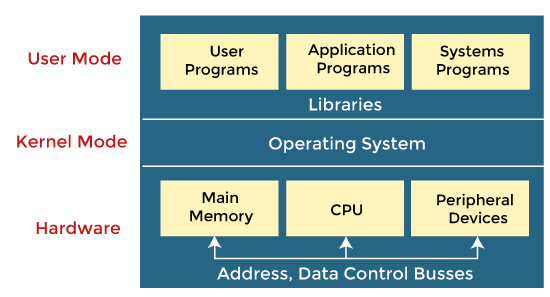 User Mode
User
Programs
Application
Programs
Systems
Programs
Libraries
Kernel Mode
Operating System
Hardware
Main
Memory
CPU
Peripheral
Devices
Address, Data Control Busses